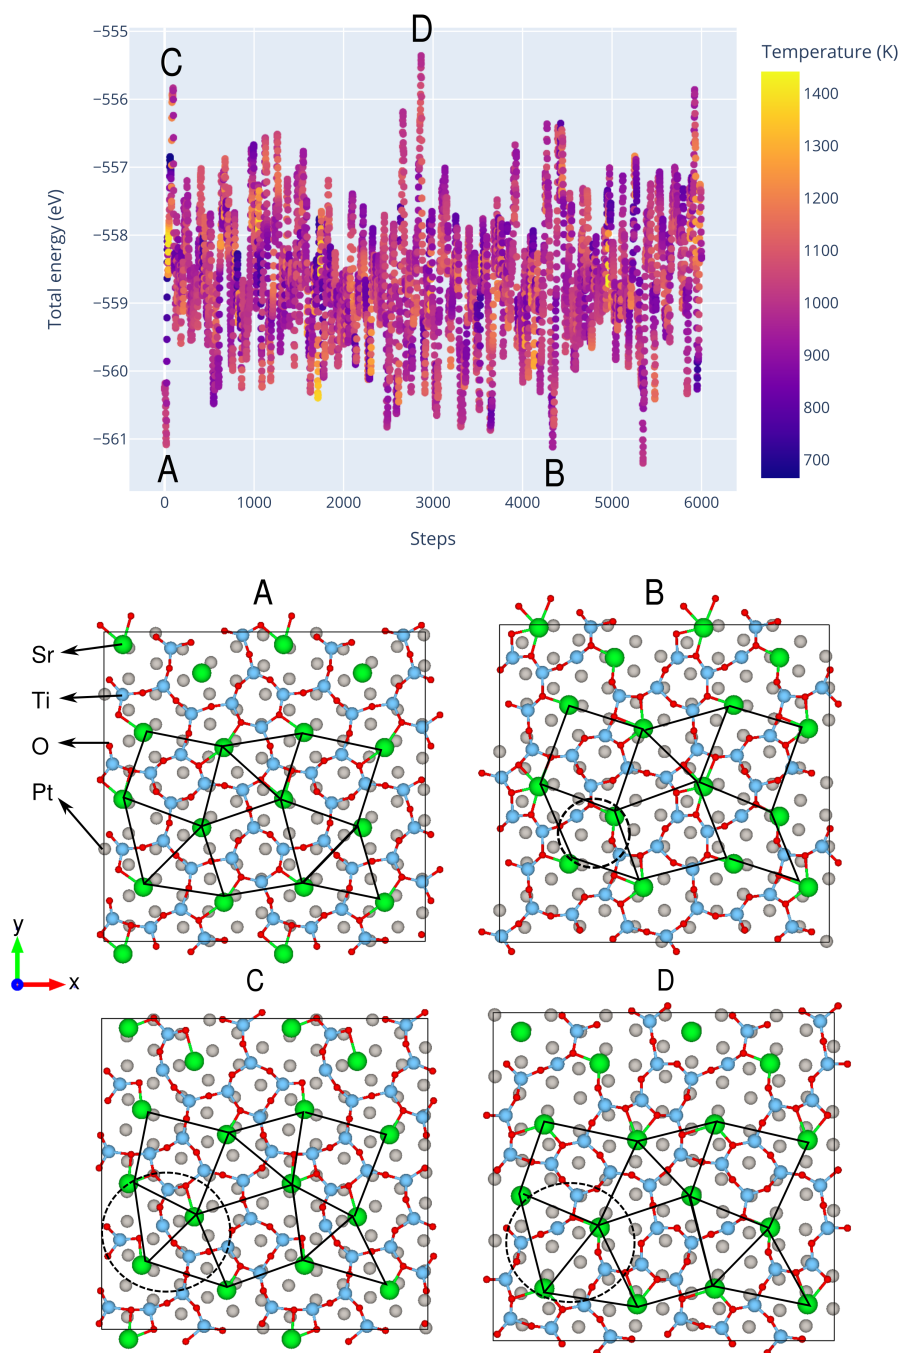 D
C
−555
−556
−557
−558
−559
−560
−561
Total energy (eV)
A
B
0
1000
2000
3000
4000
5000
6000
Steps
Temperature (K)
1400
1300
1200
1100
1000
900
800
700
A
B
Sr
Ti
O
Pt
y
x
C
D